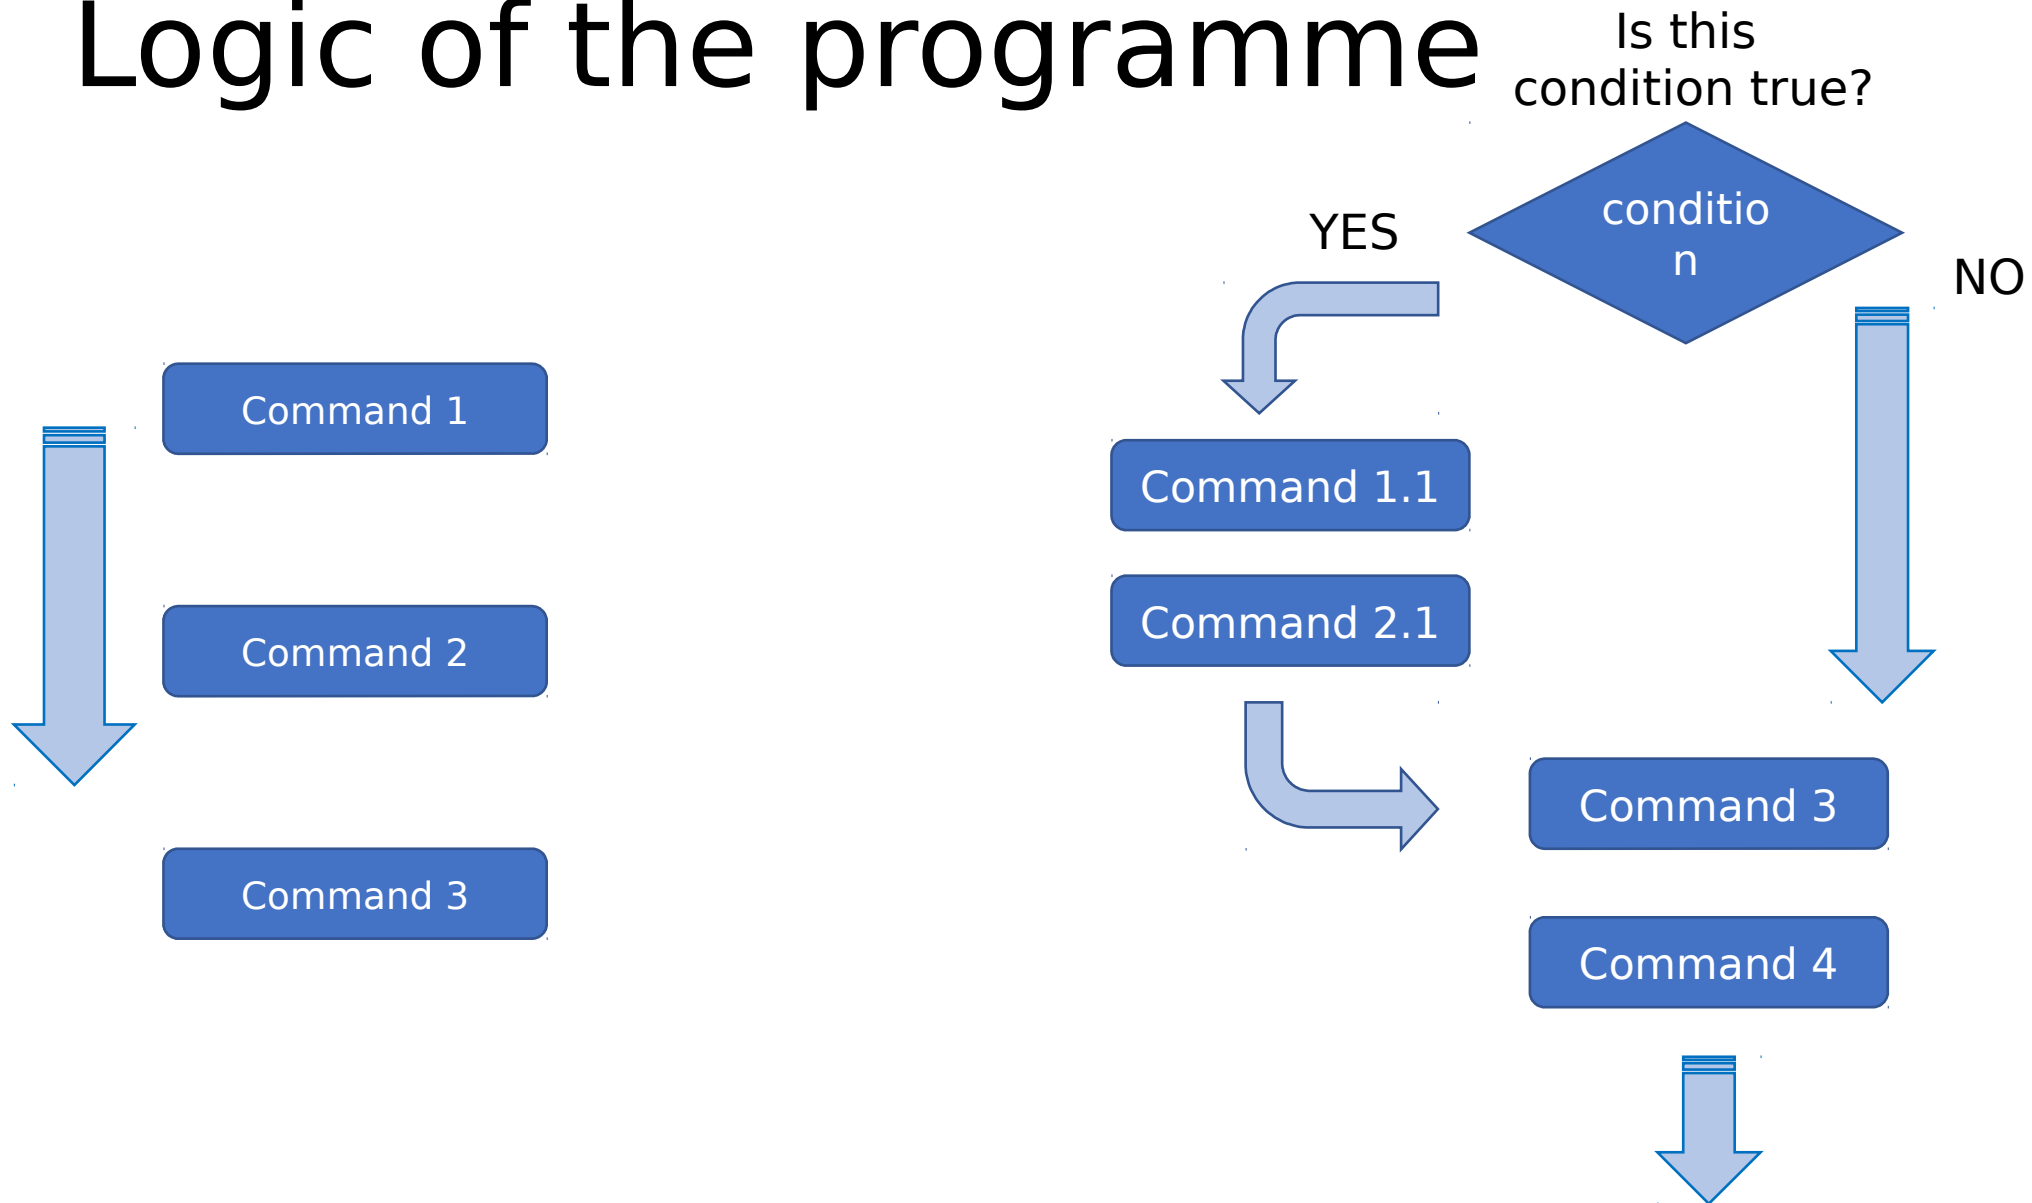 Logic of the programme
Is this
condition true?
conditio
n
YES
NO
Command 1
Command 2
Command 3
Command 1.1
Command 2.1
Command 3
Command 4